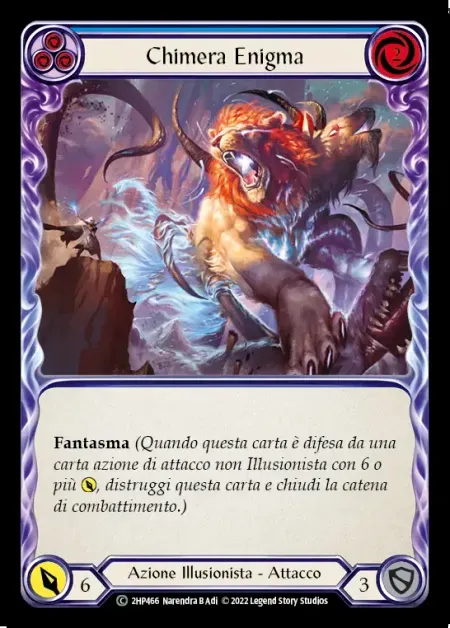 Chimera Enigma
2
Fantasma (Quando questa carta è difesa da una
carta azione di attacco non Illusionista con 6 o
più , distruggi questa carta e chiudi la catena
di combattimento.)
6
Azione Illusionista - Attacco
3
C 2HP466 Narendra B Adi © 2022 Legend Story Studios